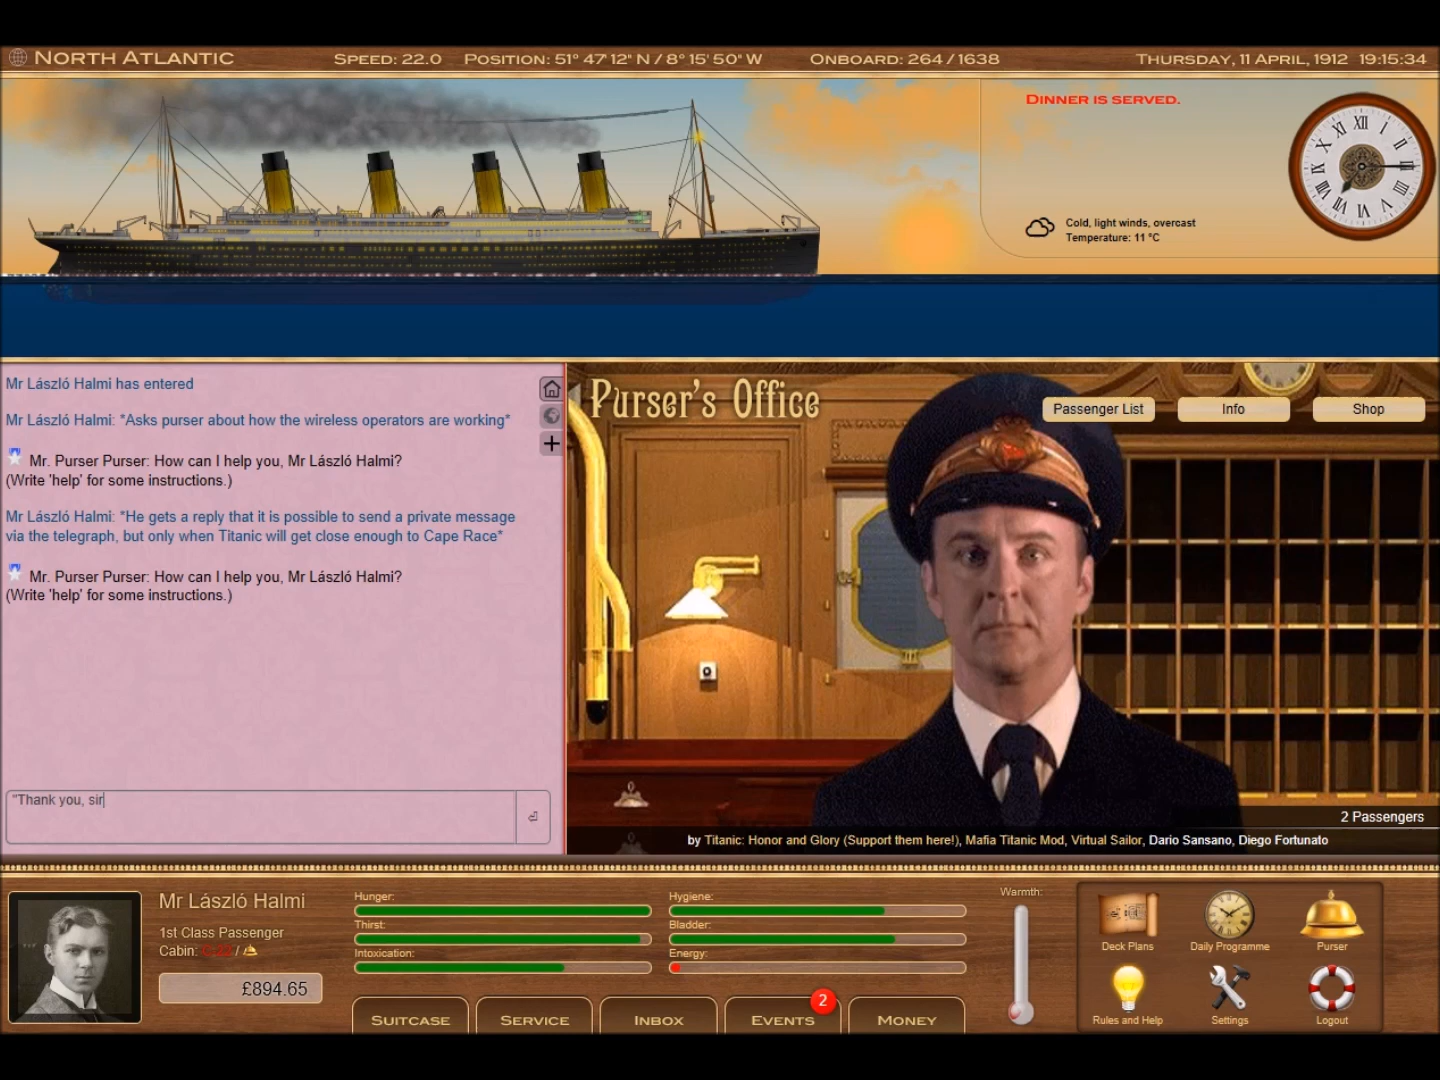 NORTH ATLANTIC
SPEED: 22.0
POSITION: 51° 47' 12" N / 8° 15' 50" W
ONBOARD: 264 / 1638
THURSDAY, 11 APRIL, 1912 19:15:34
DINNER IS SERVED.
XII
I
II
III
V
VI
VII
VIII
IX
X
XI
Cold, light winds, overcast
Temperature: 11 °C
Mr László Halmi has entered
Mr László Halmi: *Asks purser about how the wireless operators are working*
Mr. Purser Purser: How can I help you, Mr László Halmi?
(Write 'help' for some instructions.)
Mr László Halmi: *He gets a reply that it is possible to send a private message
via the telegraph, but only when Titanic will get close enough to Cape Race*
Mr. Purser Purser: How can I help you, Mr László Halmi?
(Write 'help' for some instructions.)
"Thank you, sir
Purser's Office
Passenger List
Info
Shop
2 Passengers
by Titanic: Honor and Glory (Support them here!), Mafia Titanic Mod, Virtual Sailor, Dario Sansano, Diego Fortunato
Mr László Halmi
1st Class Passenger
Cabin: /
£894.65
Hunger:
Thirst:
Intoxication:
Hygiene:
Bladder:
Energy:
Warmth:
SUITCASE
SERVICE
INBOX
EVENTS
2
MONEY
Deck Plans
Daily Programme
Purser
Rules and Help
Settings
Logout